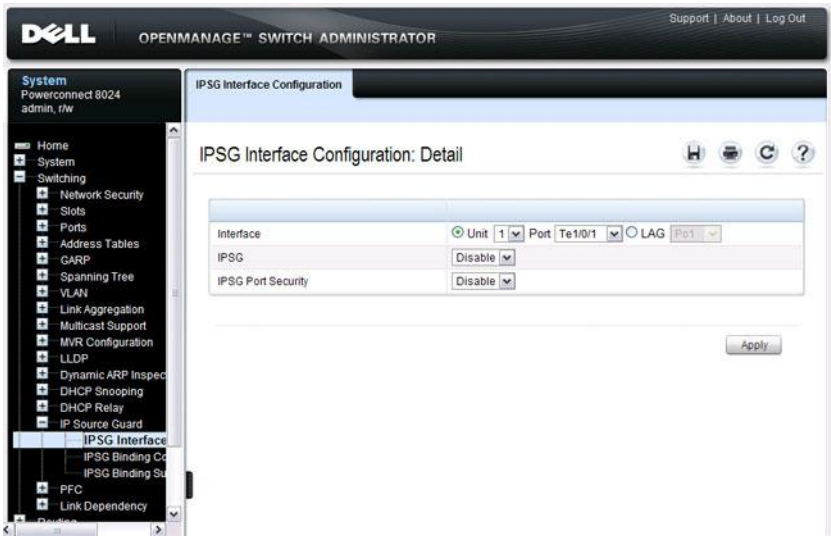 Support | About | Log Out
DELL OPENMANAGE™ SWITCH ADMINISTRATOR
System
Powerconnect 8024
admin, r/w
IPSG Interface Configuration
Home
System
Switching
Network Security
Slots
Ports
Address Tables
GARP
Spanning Tree
VLAN
Link Aggregation
Multicast Support
MVR Configuration
LLDP
Dynamic ARP Inspec
DHCP Snooping
DHCP Relay
IP Source Guard
IPSG Interface
IPSG Binding Co
IPSG Binding Su
PFC
Link Dependency
Routing
IPSG Interface Configuration: Detail
Interface Unit 1 Port Te1/0/1 LAG Po1
IPSG Disable
IPSG Port Security Disable
Apply